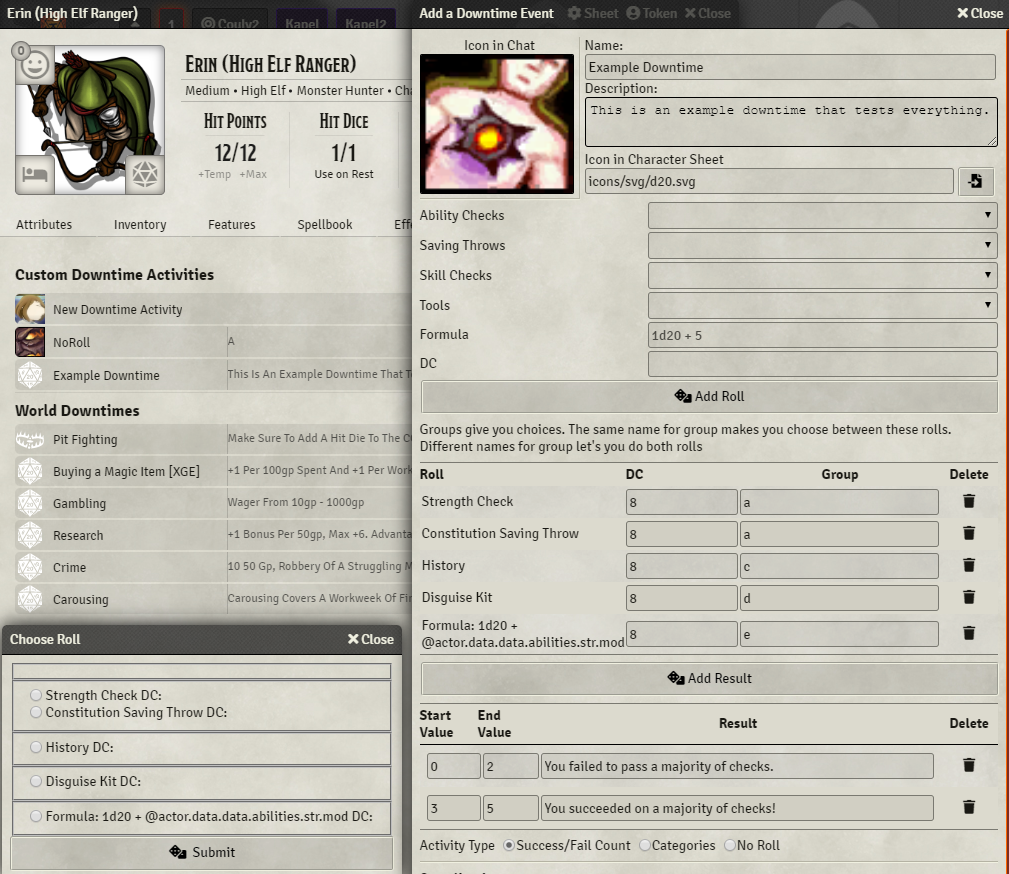 Erin (High Elf Ranger)
1
Couly2
Kapel
Kapel2
0
Erin (High Elf Ranger)
Medium • High Elf • Monster Hunter • Cha
Hit Points
Hit Dice
12/12
1/1
+Temp +Max
Use on Rest
Attributes
Inventory
Features
Spellbook
Effe
Custom Downtime Activities
New Downtime Activity
NoRoll
A
Example Downtime
This Is An Example Downtime That Te
World Downtimes
Pit Fighting
Make Sure To Add A Hit Die To The C
Buying a Magic Item [XGE]
+1 Per 100gp Spent And +1 Per Work
Gambling
Wager From 10gp - 1000gp
Research
+1 Bonus Per 50gp, Max +6. Advanta
Crime
10 50 Gp, Robbery Of A Struggling M
Carousing
Carousing Covers A Workweek Of Fin
Choose Roll
Close
Strength Check DC:
Constitution Saving Throw DC:
History DC:
Disguise Kit DC:
Formula: 1d20 + @actor.data.data.abilities.str.mod DC:
Submit
Add a Downtime Event
Sheet
Token
Close
Close
Icon in Chat
Name:
Example Downtime
Description:
This is an example downtime that tests everything.
Icon in Character Sheet
icons/svg/d20.svg
Ability Checks
Saving Throws
Skill Checks
Tools
Formula
1d20 + 5
DC
Add Roll
Groups give you choices. The same name for group makes you choose between these rolls.
Different names for group let's you do both rolls
Roll DC Group Delete
Strength Check 8 a
Constitution Saving Throw 8 a
History 8 c
Disguise Kit 8 d
Formula: 1d20 +
@actor.data.data.abilities.str.mod 8 e
Add Result
Start Value
End Value
Result
Delete
0 2 You failed to pass a majority of checks.
3 5 You succeeded on a majority of checks!
Activity Type Success/Fail Count Categories No Roll